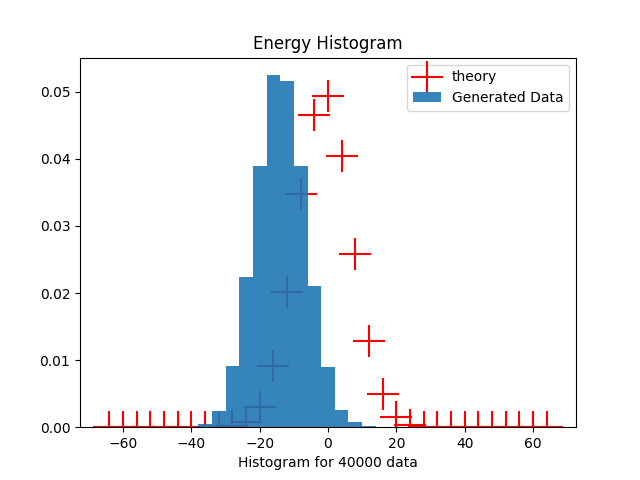 Energy Histogram
theory
Generated Data
0.05
0.04
0.03
0.02
0.01
0.00
−60 −40 −20 0 20 40 60
Histogram for 40000 data